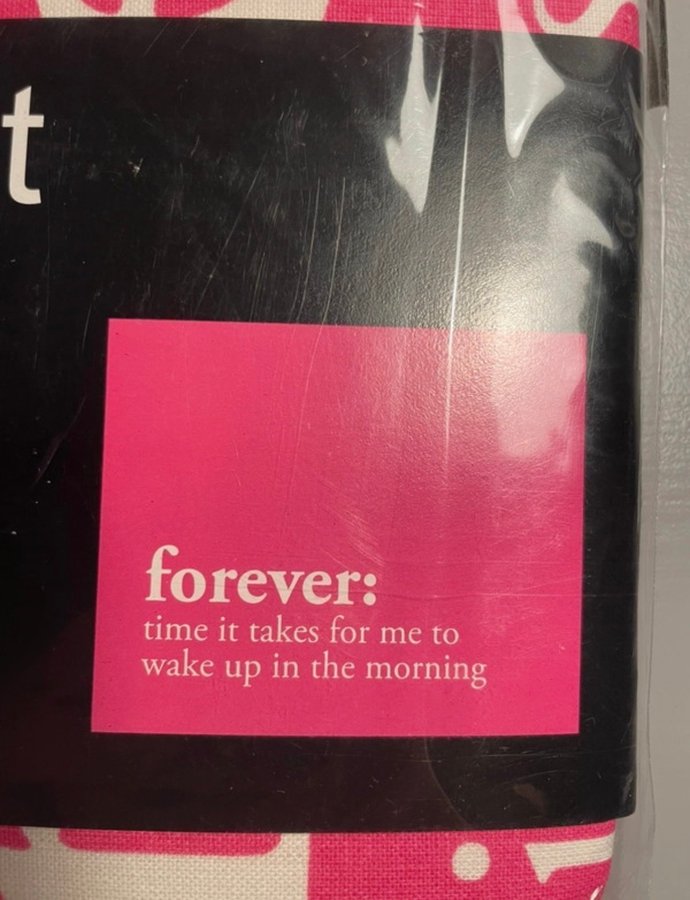 t
forever:
time it takes for me to
wake up in the morning